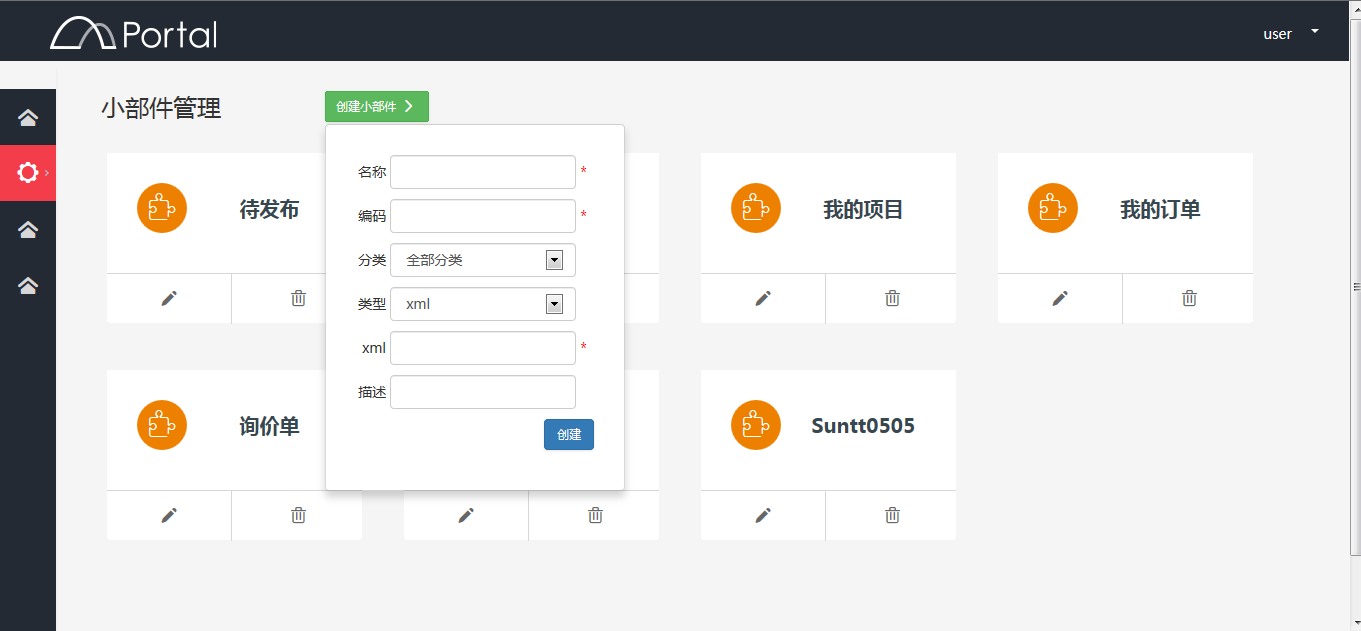 Portal
user
小部件管理
创建小部件
名称 *
编码 *
分类 全部分类
类型 xml
xml *
描述
创建
待发布
我的项目
我的订单
询价单
Suntt0505